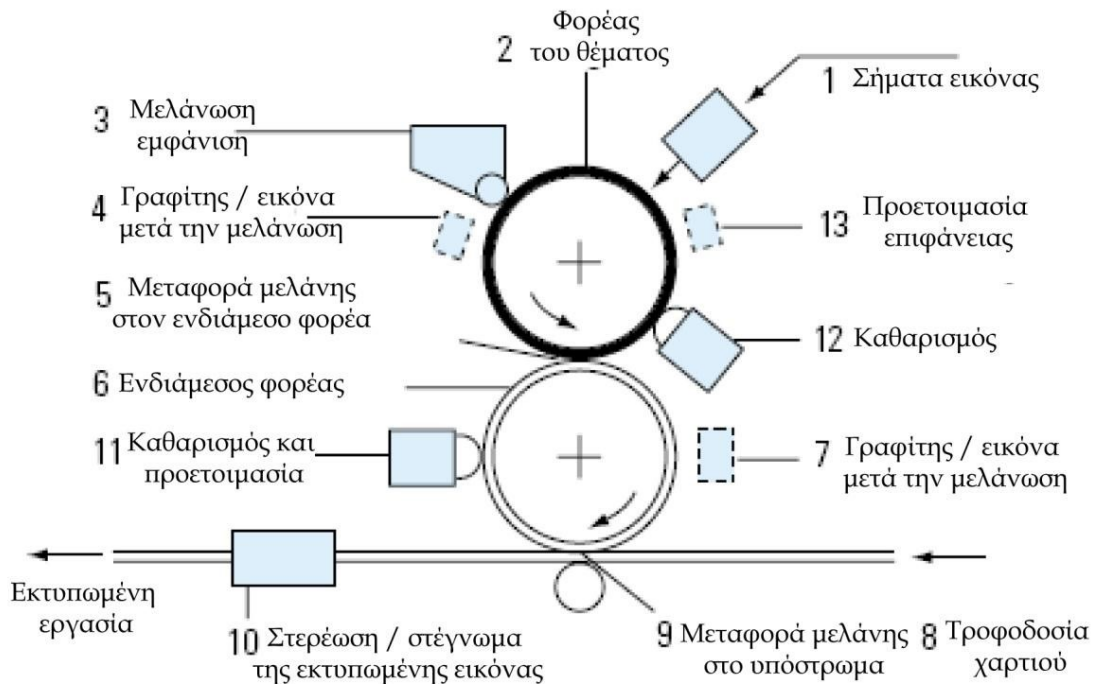 2 Φορέας
του θέματος
1 Σήματα εικόνας
3 Μελάνωση
εμφάνιση
4 Γραφίτης / εικόνα
μετά την μελάνωση
13 Προετοιμασία
επιφάνειας
5 Μεταφορά μελάνης
στον ενδιάμεσο φορέα
12 Καθαρισμός
6 Ενδιάμεσος φορέας
11 Καθαρισμός και
προετοιμασία
7 Γραφίτης / εικόνα
μετά την μελάνωση
Εκτυπωμένη
εργασία
10 Στερέωση / στέγνωμα
της εκτυπωμένης εικόνας
9 Μεταφορά μελάνης
στο υπόστρωμα
8 Τροφοδοσία
χαρτιού